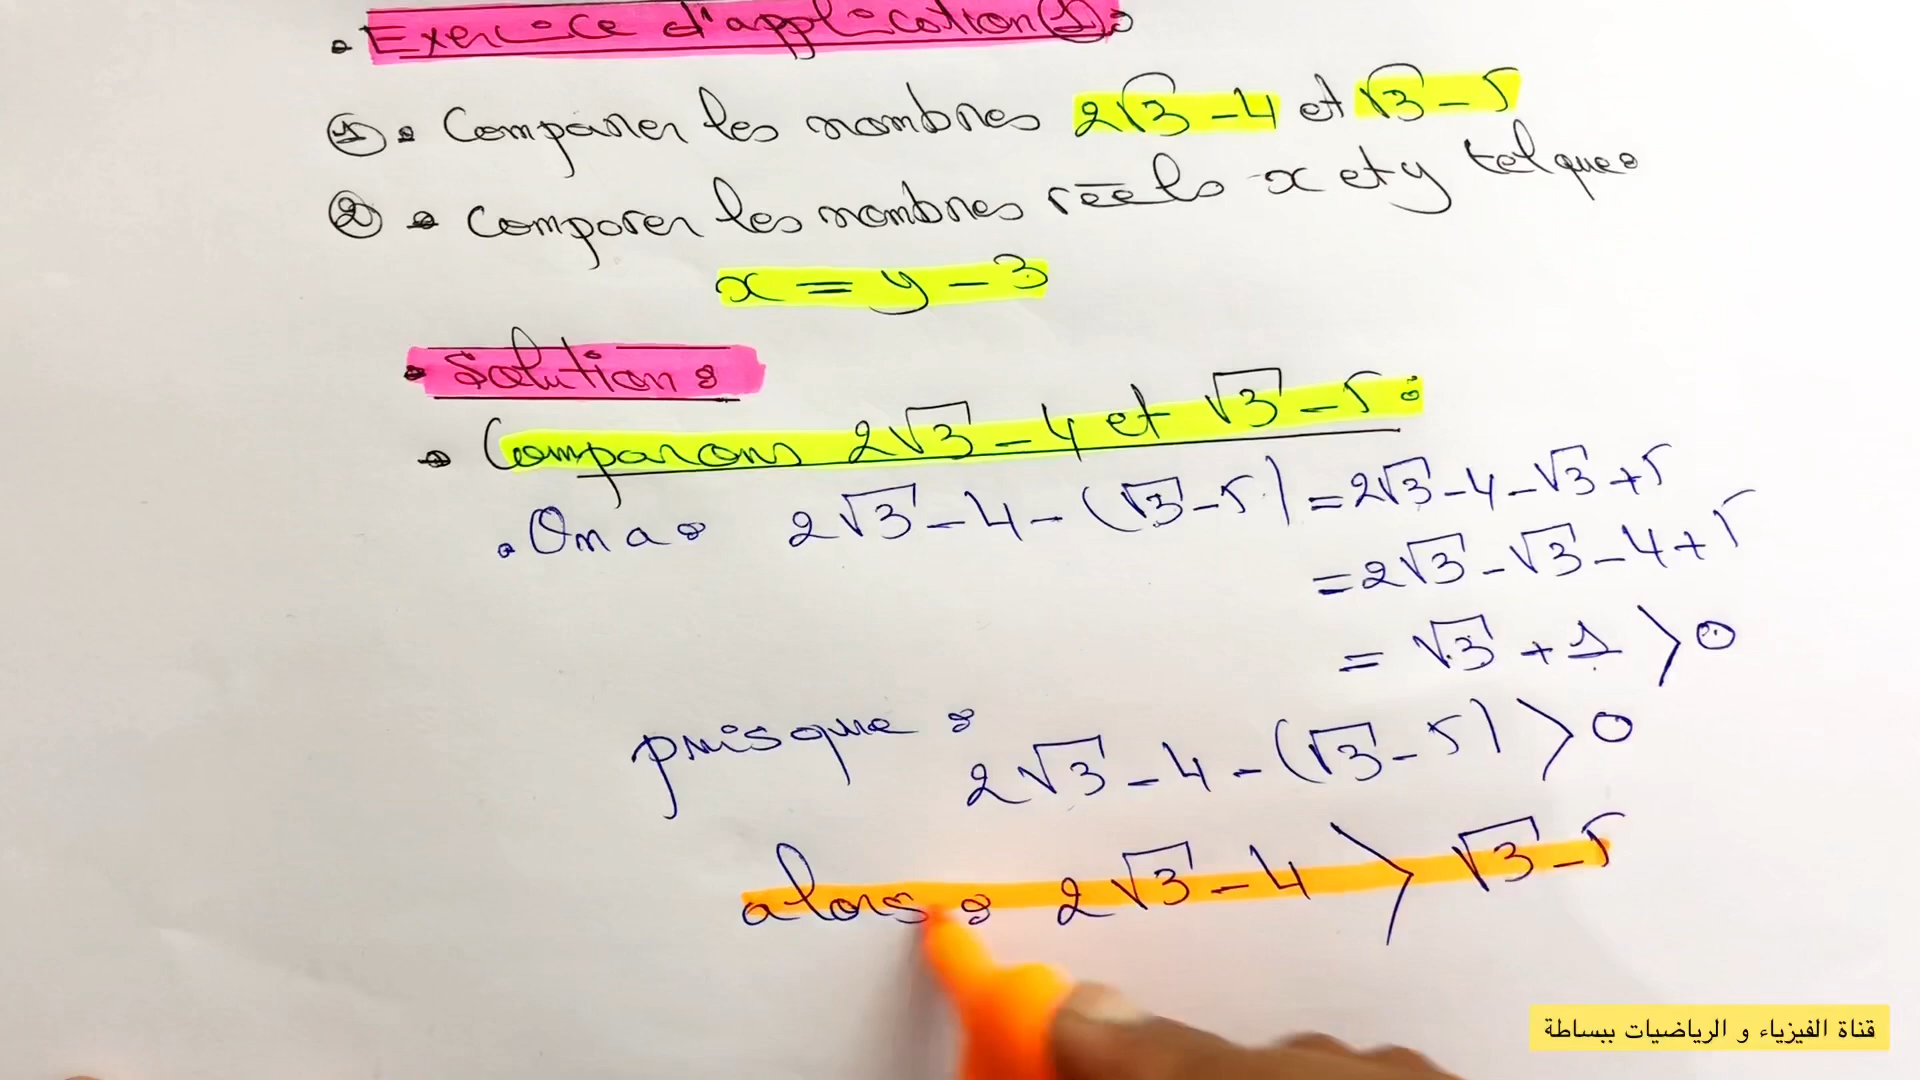 • Exercice d'application (1):
① • Comparer les nombres 2√3 - 4 et √3 - 5
② • Comparer les nombres réels x et y tel que:
x = y - 3
• Solution:
• Comparons 2√3 - 4 et √3 - 5 :
• On a: 2√3 - 4 - (√3 - 5) = 2√3 - 4 - √3 + 5
= 2√3 - √3 - 4 + 5
= √3 + 1 > 0
puisque : 2√3 - 4 - (√3 - 5) > 0
alors : 2√3 - 4 > √3 - 5
قناة الفيزياء و الرياضيات ببساطة